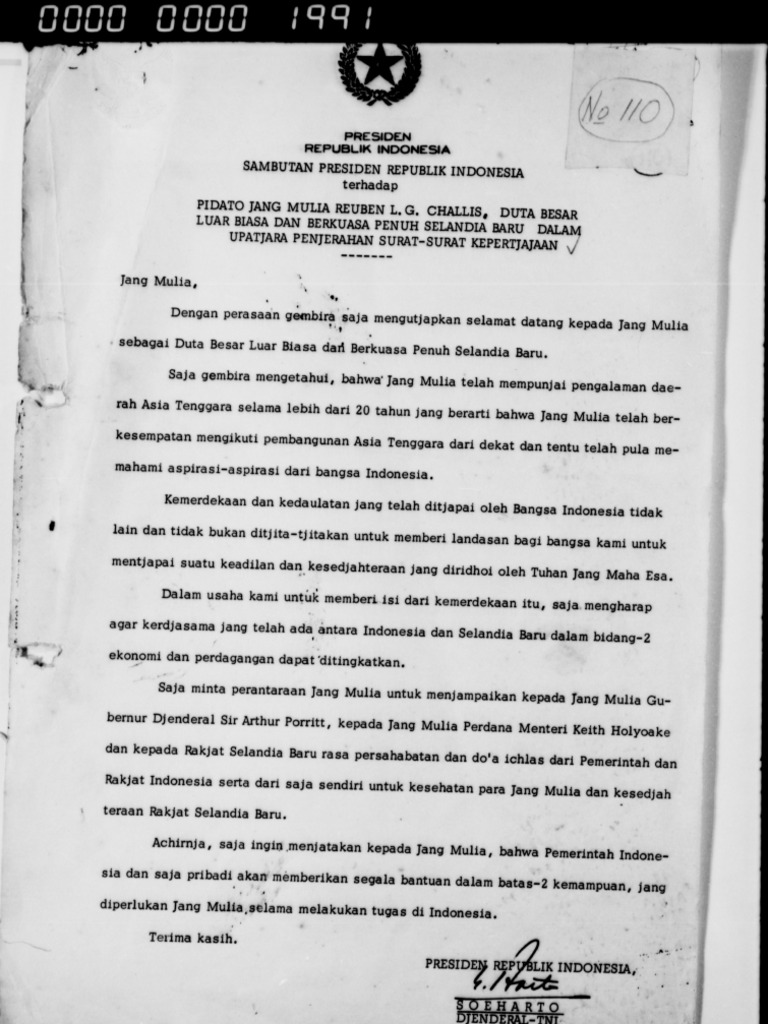 0000 0000 1991
No 110
PRESIDEN
REPUBLIK INDONESIA
SAMBUTAN PRESIDEN REPUBLIK INDONESIA
terhadap
PIDATO JANG MULIA REUBEN L.G. CHALLIS, DUTA BESAR
LUAR BIASA DAN BERKUASA PENUH SELANDIA BARU DALAM
UPATJARA PENJERAHAN SURAT-SURAT KEPERTJAJAAN
-------
Jang Mulia,
Dengan perasaan gembira saja mengutjapkan selamat datang kepada Jang Mulia
sebagai Duta Besar Luar Biasa dan Berkuasa Penuh Selandia Baru.
Saja gembira mengetahui, bahwa Jang Mulia telah mempunjai pengalaman dae-
rah Asia Tenggara selama lebih dari 20 tahun jang berarti bahwa Jang Mulia telah ber-
kesempatan mengikuti pembangunan Asia Tenggara dari dekat dan tentu telah pula me-
mahami aspirasi-aspirasi dari bangsa Indonesia.
Kemerdekaan dan kedaulatan jang telah ditjapai oleh Bangsa Indonesia tidak
lain dan tidak bukan ditjita-tjitakan untuk memberi landasan bagi bangsa kami untuk
mentjapai suatu keadilan dan kesedjahteraan jang diridhoi oleh Tuhan Jang Maha Esa.
Dalam usaha kami untuk memberi isi dari kemerdekaan itu, saja mengharap
agar kerdjasama jang telah ada antara Indonesia dan Selandia Baru dalam bidang-2
ekonomi dan perdagangan dapat ditingkatkan.
Saja minta perantaraan Jang Mulia untuk menjampaikan kepada Jang Mulia Gu-
bernur Djenderal Sir Arthur Porritt, kepada Jang Mulia Perdana Menteri Keith Holyoake
dan kepada Rakjat Selandia Baru rasa persahabatan dan do'a ichlas dari Pemerintah dan
Rakjat Indonesia serta dari saja sendiri untuk kesehatan para Jang Mulia dan kesedjah
teraan Rakjat Selandia Baru.
Achirnja, saja ingin menjatakan kepada Jang Mulia, bahwa Pemerintah Indone-
sia dan saja pribadi akan memberikan segala bantuan dalam batas-2 kemampuan, jang
diperlukan Jang Mulia selama melakukan tugas di Indonesia.
Terima kasih.
PRESIDEN REPUBLIK INDONESIA,
SOEHARTO
DJENDERAL-TNI